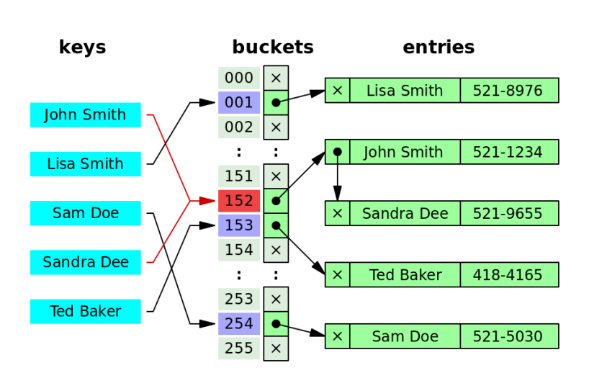 keys
buckets
entries
John Smith
Lisa Smith
Sam Doe
Sandra Dee
Ted Baker
000 ×
001
002 ×
: :
151 ×
152
153
154 ×
: :
253 ×
254
255 ×
× Lisa Smith 521-8976
John Smith 521-1234
× Sandra Dee 521-9655
× Ted Baker 418-4165
× Sam Doe 521-5030